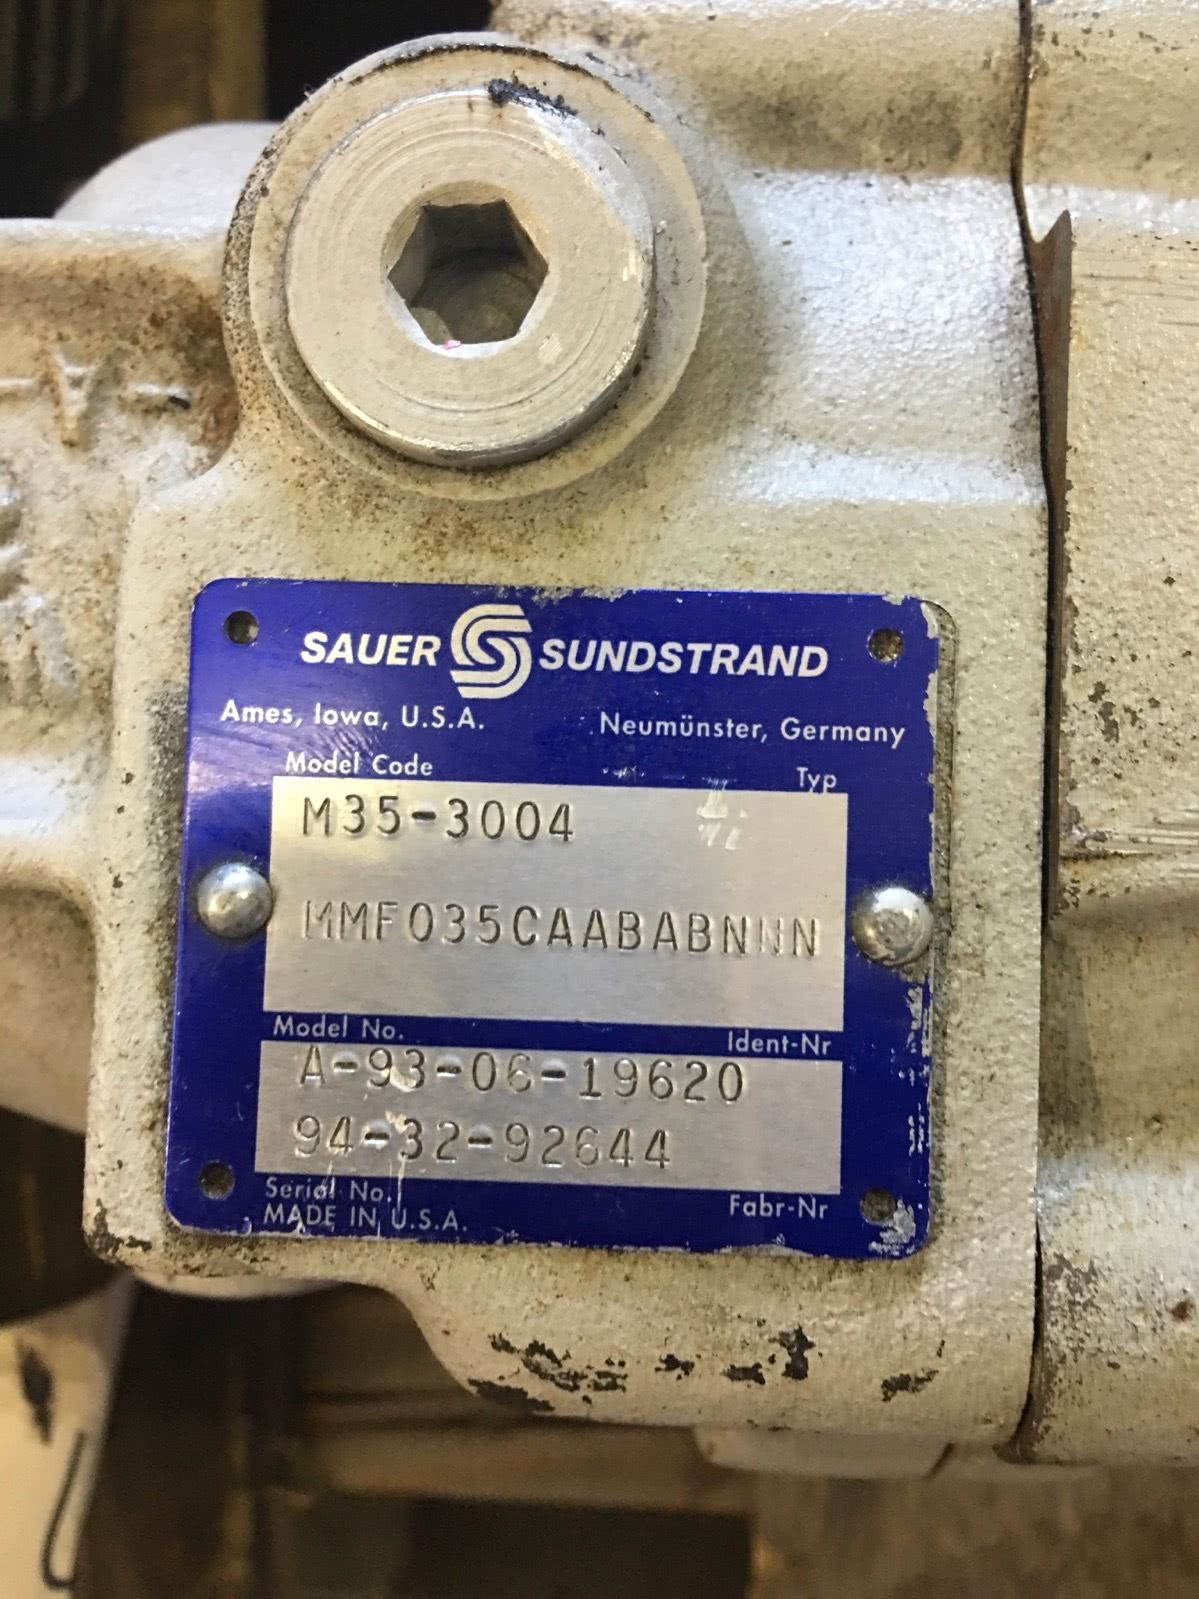 SAUER SUNDSTRAND
Ames, Iowa, U.S.A. Neumünster, Germany
Model Code Typ
M35-3004
MMF035CAABABNNN
Model No. Ident-Nr
A-93-06-19620
94-32-92644
Serial No. Fabr-Nr
MADE IN U.S.A.